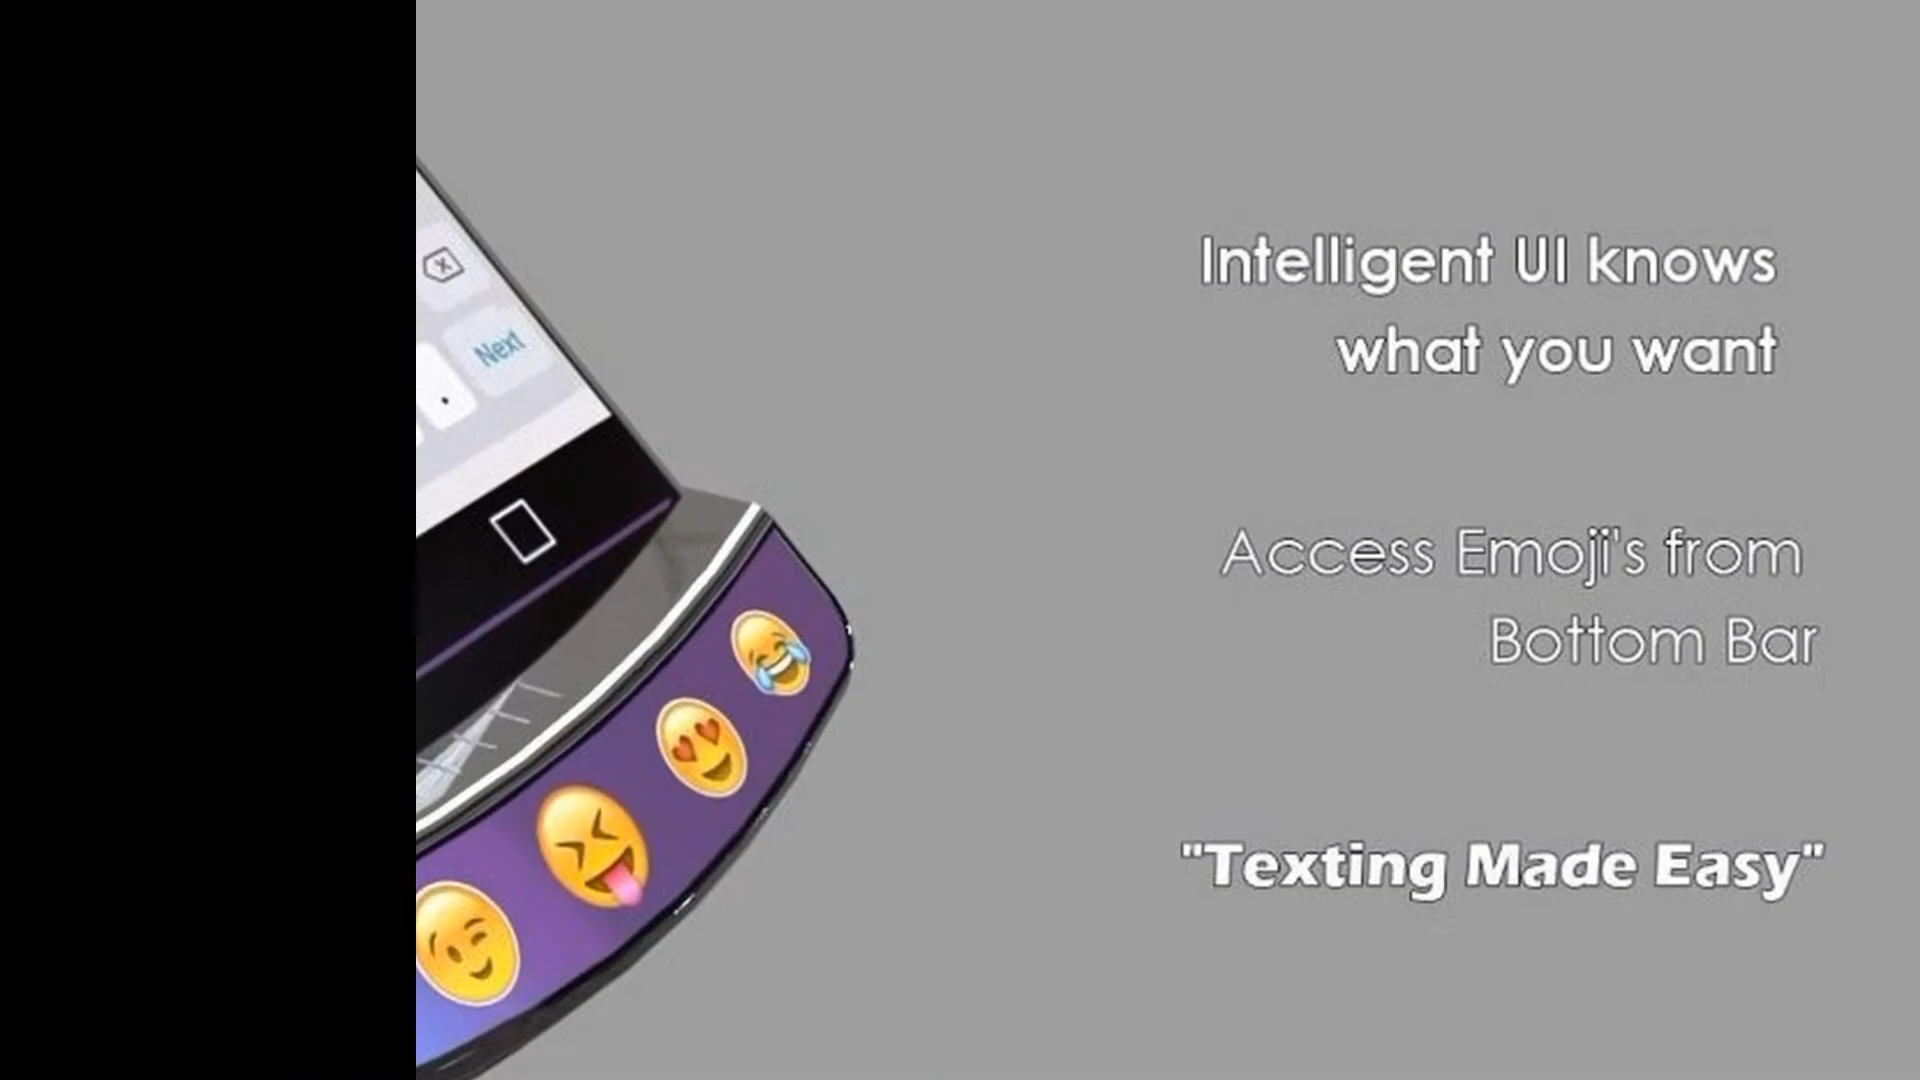 Intelligent UI knows
what you want
Next
Access Emoji's from
Bottom Bar
"Texting Made Easy"